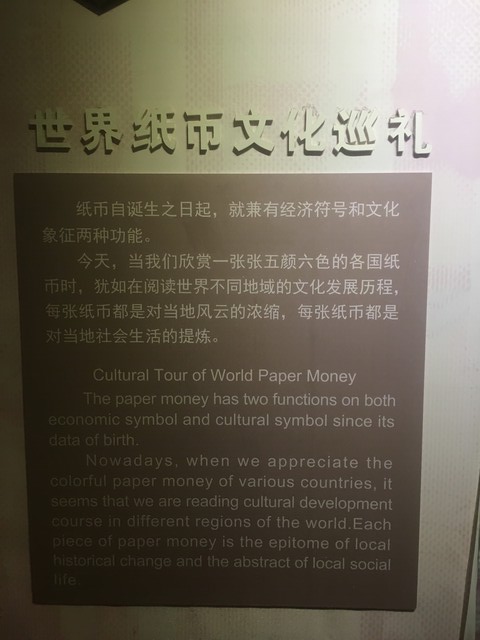 世界纸币文化巡礼
纸币自诞生之日起，就兼有经济符号和文化
象征两种功能。
今天，当我们欣赏一张张五颜六色的各国纸
币时，犹如在阅读世界不同地域的文化发展历程，
每张纸币都是对当地风云的浓缩，每张纸币都是
对当地社会生活的提炼。
Cultural Tour of World Paper Money
The paper money has two functions on both
economic symbol and cultural symbol since its
data of birth.
Nowadays, when we appreciate the
colorful paper money of various countries, it
seems that we are reading cultural development
course in different regions of the world.Each
piece of paper money is the epitome of local
historical change and the abstract of local social
life.